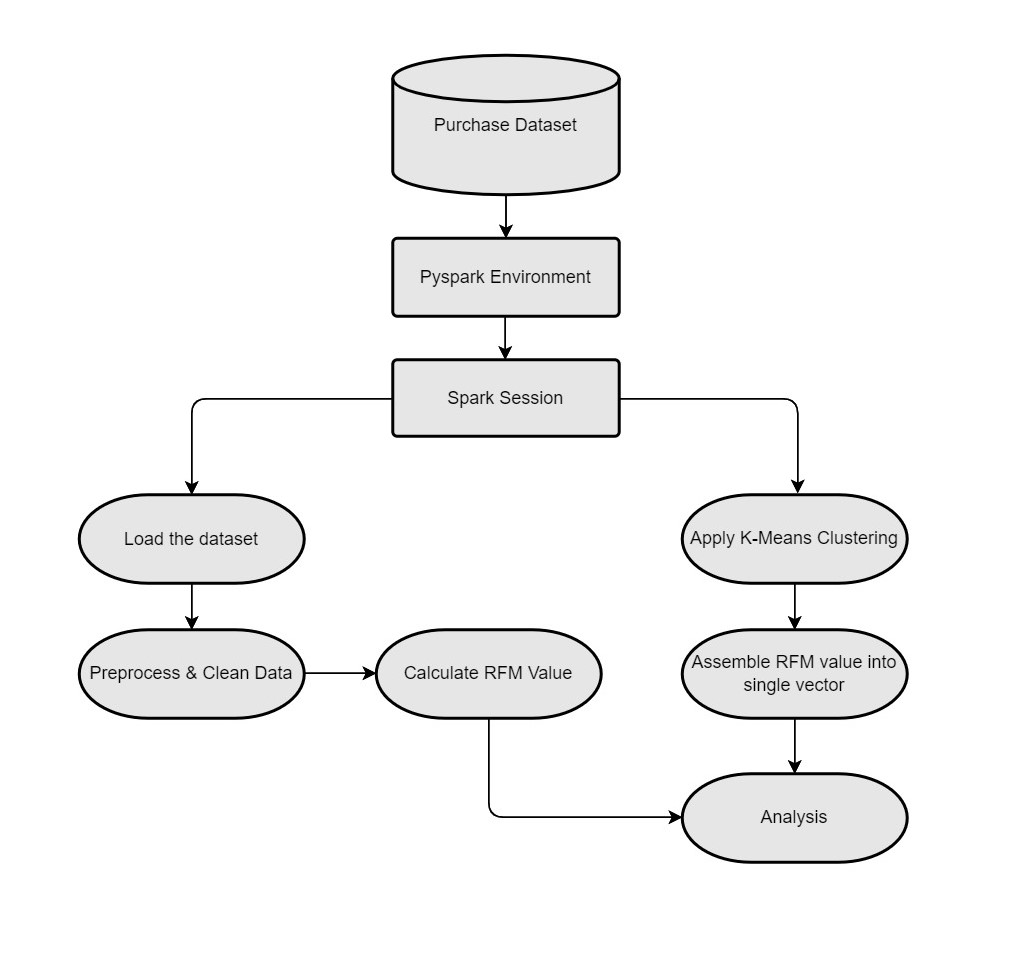 Purchase Dataset
Pyspark Environment
Spark Session
Load the dataset
Apply K-Means Clustering
Preprocess & Clean Data
Calculate RFM Value
Assemble RFM value into
single vector
Analysis